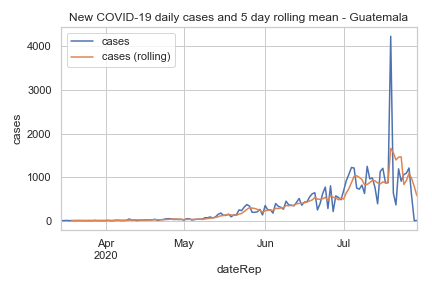 New COVID-19 daily cases and 5 day rolling mean - Guatemala
cases
cases (rolling)
4000
3000
2000
1000
0
cases
Apr
2020
May
Jun
Jul
dateRep